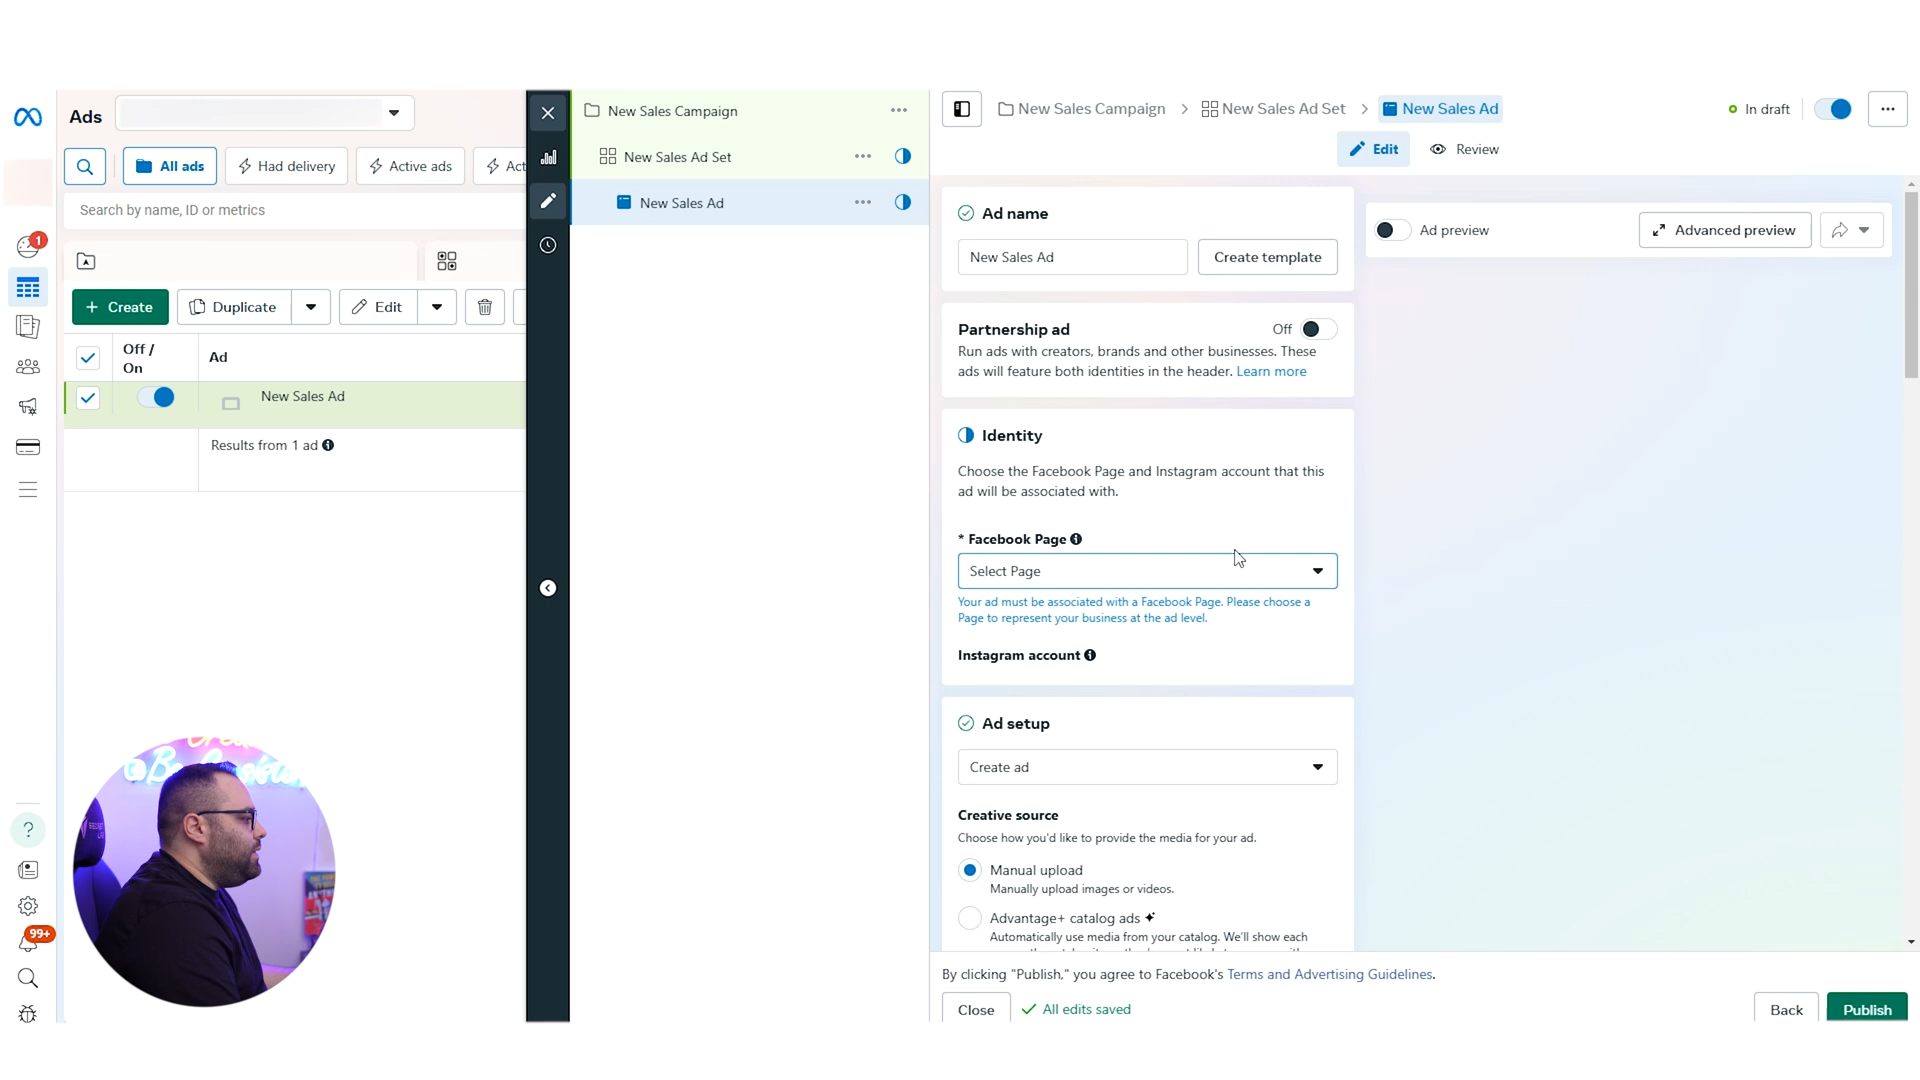 Ads
All ads
Had delivery
Active ads
Act
Search by name, ID or metrics
1
Create
Duplicate
Edit
Off /
On
Ad
New Sales Ad
Results from 1 ad
99+
?
New Sales Campaign
New Sales Ad Set
New Sales Ad
New Sales Campaign
New Sales Ad Set
New Sales Ad
In draft
Edit
Review
Ad name
New Sales Ad
Create template
Partnership ad
Off
Run ads with creators, brands and other businesses. These
ads will feature both identities in the header. Learn more
Identity
Choose the Facebook Page and Instagram account that this
ad will be associated with.
* Facebook Page
Select Page
Your ad must be associated with a Facebook Page. Please choose a
Page to represent your business at the ad level.
Instagram account
Ad setup
Create ad
Creative source
Choose how you'd like to provide the media for your ad.
Manual upload
Manually upload images or videos.
Advantage+ catalog ads
Automatically use media from your catalog. We'll show each
Ad preview
Advanced preview
By clicking "Publish," you agree to Facebook's Terms and Advertising Guidelines.
Close
All edits saved
Back
Publish